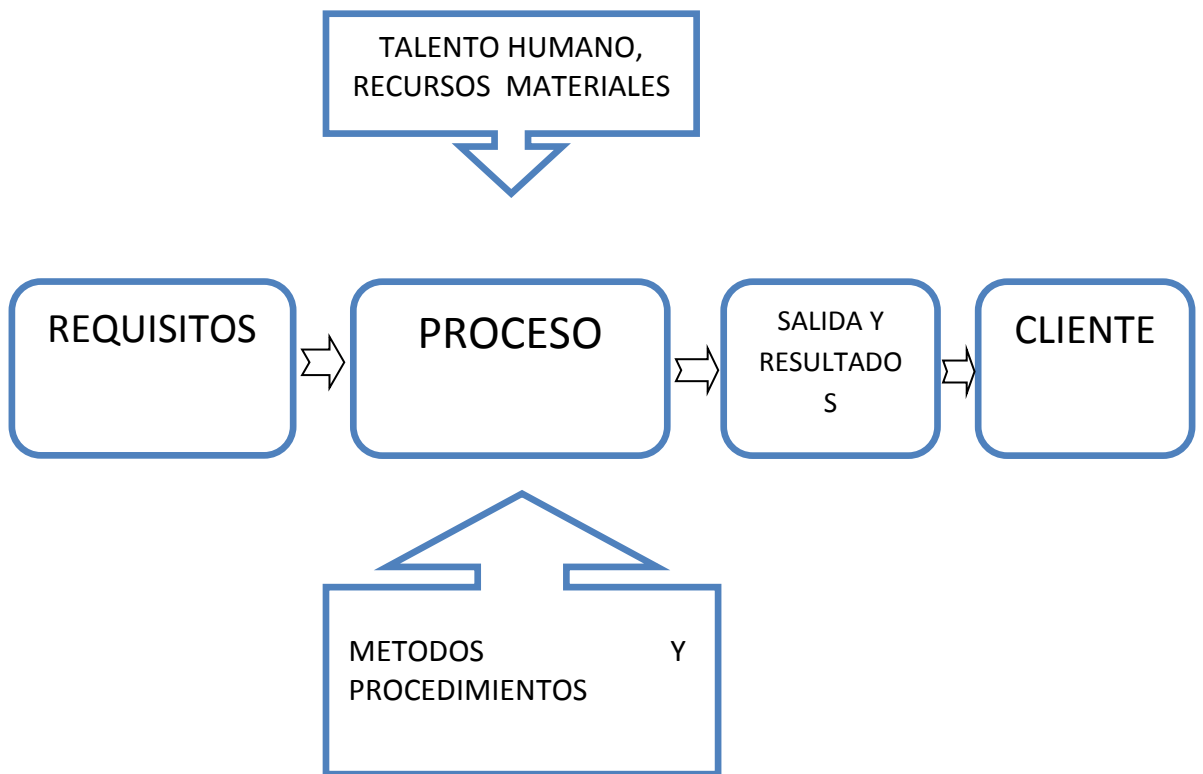 TALENTO HUMANO,
RECURSOS MATERIALES
REQUISITOS
PROCESO
SALIDA Y
RESULTADO
S
CLIENTE
METODOS Y
PROCEDIMIENTOS